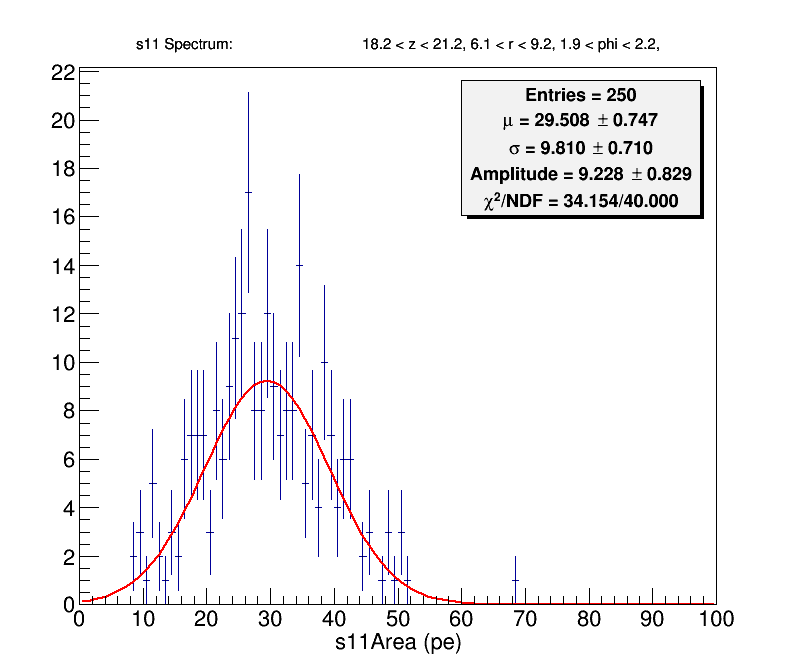 s11 Spectrum: 18.2 < z < 21.2, 6.1 < r < 9.2, 1.9 < phi < 2.2,
Entries = 250
μ = 29.508 ± 0.747
σ = 9.810 ± 0.710
Amplitude = 9.228 ± 0.829
χ²/NDF = 34.154/40.000
22
20
18
16
14
12
10
8
6
4
2
0
0 10 20 30 40 50 60 70 80 90 100
s11Area (pe)